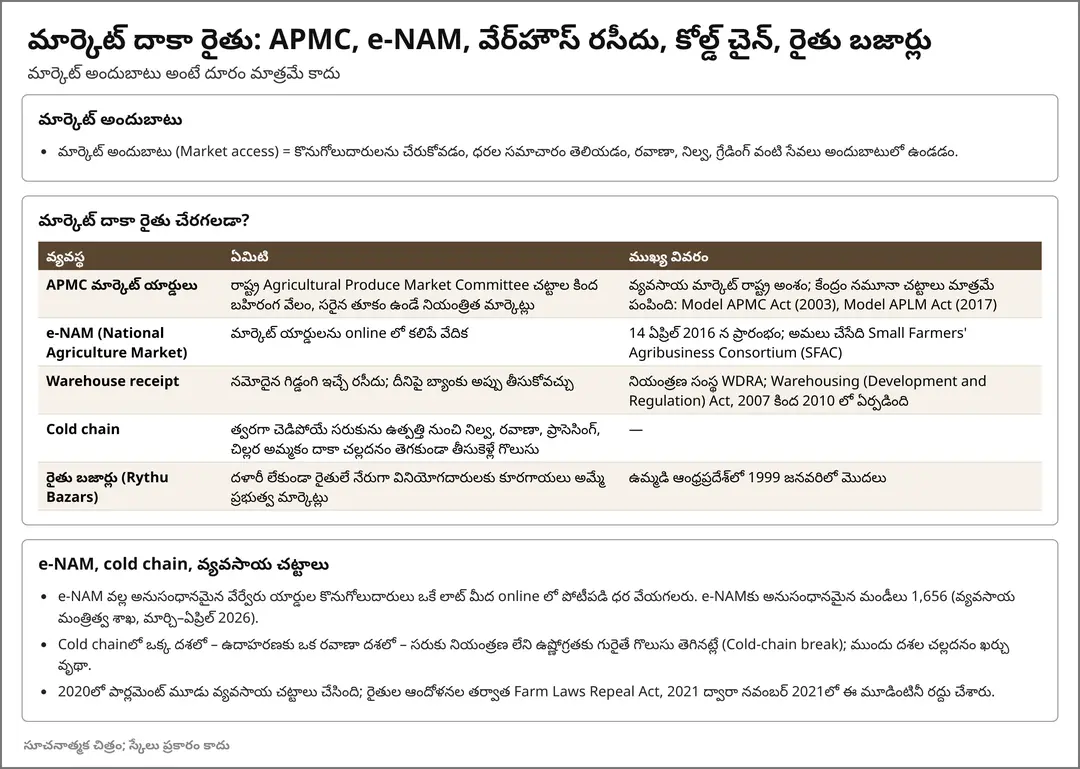 మార్కెట్ దాకా రైతు: APMC, e-NAM, వేర్‌హౌస్ రసీదు, కోల్డ్ చైన్, రైతు బజార్లు
మార్కెట్ అందుబాటు అంటే దూరం మాత్రమే కాదు
మార్కెట్ అందుబాటు
• మార్కెట్ అందుబాటు (Market access) = కొనుగోలుదారులను చేరుకోవడం, ధరల సమాచారం తెలియడం, రవాణా, నిల్వ, గ్రేడింగ్ వంటి సేవలు అందుబాటులో ఉండడం.
మార్కెట్ దాకా రైతు చేరగలడా?
వ్యవస్థ ఏమిటి ముఖ్య వివరం
APMC మార్కెట్ యార్డులు రాష్ట్ర Agricultural Produce Market Committee చట్టాల కింద వ్యవసాయ మార్కెట్ రాష్ట్ర అంశం; కేంద్రం నమూనా చట్టాలు మాత్రమే
బహిరంగ వేలం, సరైన తూకం ఉండే నియంత్రిత మార్కెట్లు పంపింది: Model APMC Act (2003), Model APLM Act (2017)
e-NAM (National మార్కెట్ యార్డులను online లో కలిపే వేదిక 14 ఏప్రిల్ 2016 న ప్రారంభం; అమలు చేసేది Small Farmers'
Agriculture Market) Agribusiness Consortium (SFAC)
Warehouse receipt నమోదైన గిడ్డంగి ఇచ్చే రసీదు; దీనిపై బ్యాంకు అప్పు తీసుకోవచ్చు నియంత్రణ సంస్థ WDRA; Warehousing (Development and
Regulation) Act, 2007 కింద 2010 లో ఏర్పడింది
Cold chain త్వరగా చెడిపోయే సరుకును ఉత్పత్తి నుంచి నిల్వ, రవాణా, ప్రాసెసింగ్, —
చిల్లర అమ్మకం దాకా చల్లదనం తెగకుండా తీసుకెళ్లే గొలుసు
రైతు బజార్లు (Rythu దళారీ లేకుండా రైతులే నేరుగా వినియోగదారులకు కూరగాయలు అమ్మే ఉమ్మడి ఆంధ్రప్రదేశ్‌లో 1999 జనవరిలో మొదలు
Bazars) ప్రభుత్వ మార్కెట్లు
e-NAM, cold chain, వ్యవసాయ చట్టాలు
• e-NAM వల్ల అనుసంధానమైన వేర్వేరు యార్డుల కొనుగోలుదారులు ఒకే లాట్ మీద online లో పోటీపడి ధర వేయగలరు. e-NAMకు అనుసంధానమైన మండీలు 1,656 (వ్యవసాయ
మంత్రిత్వ శాఖ, మార్చి–ఏప్రిల్ 2026).
• Cold chainలో ఒక్క దశలో – ఉదాహరణకు ఒక రవాణా దశలో – సరుకు నియంత్రణ లేని ఉష్ణోగ్రతకు గురైతే గొలుసు తెగినట్లే (Cold-chain break); ముందు దశల చల్లదనం ఖర్చు
వృథా.
• 2020లో పార్లమెంట్ మూడు వ్యవసాయ చట్టాలు చేసింది; రైతుల ఆందోళనల తర్వాత Farm Laws Repeal Act, 2021 ద్వారా నవంబర్ 2021లో ఈ మూడింటినీ రద్దు చేశారు.
సూచనాత్మక చిత్రం; స్కేలు ప్రకారం కాదు